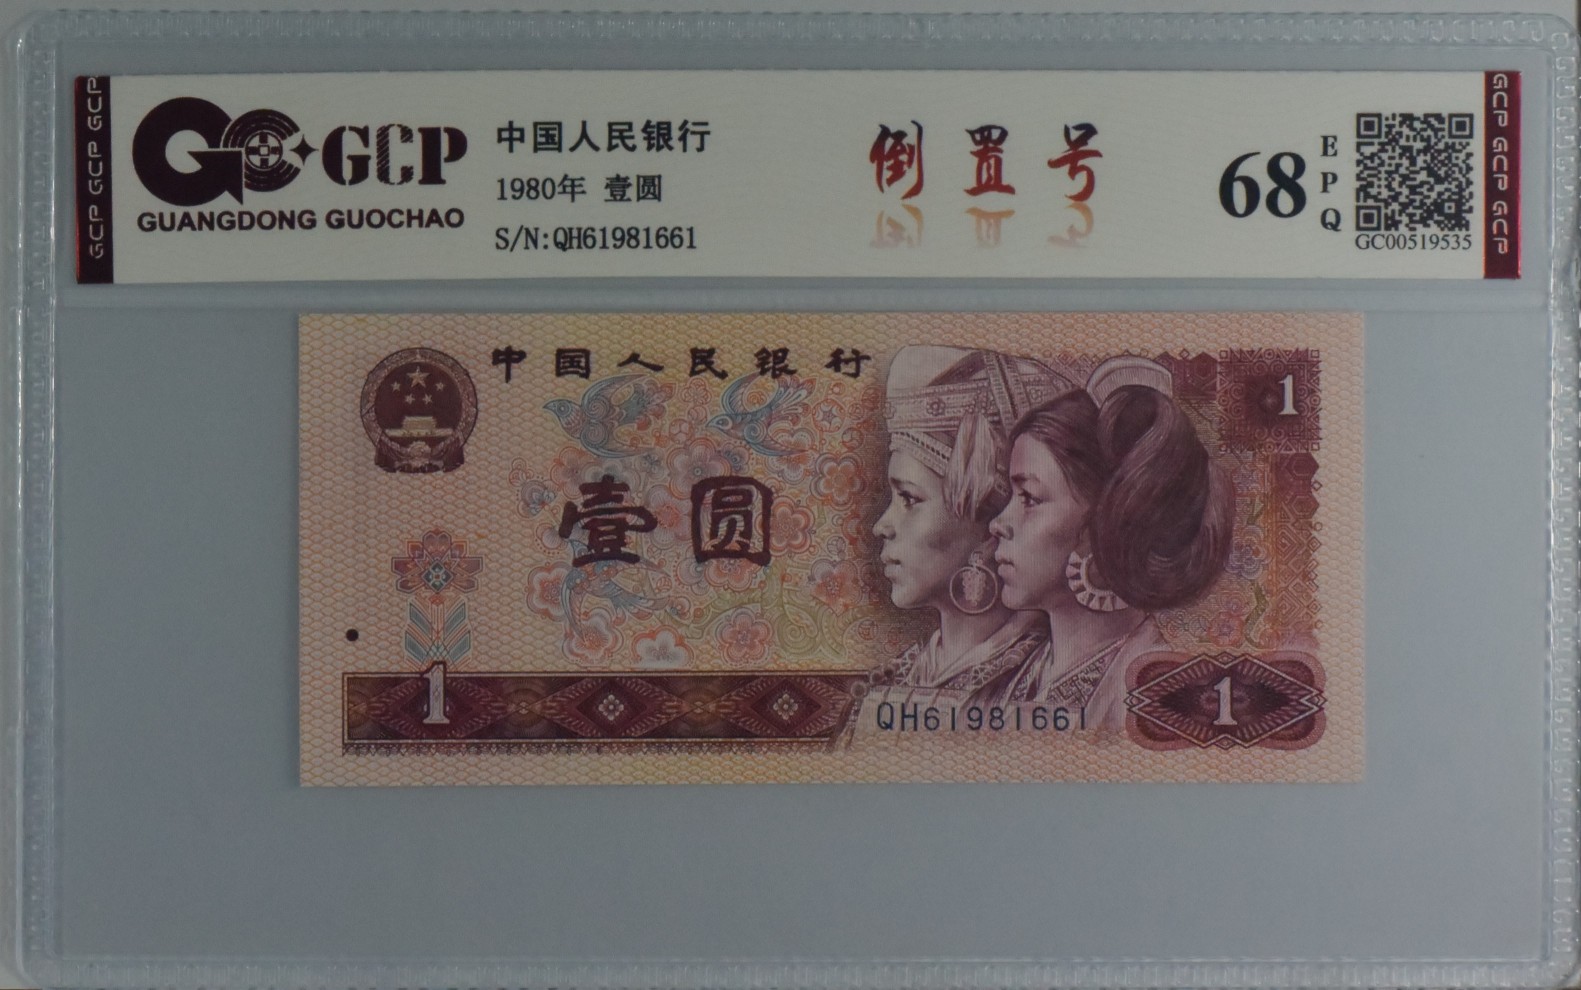 GCP GCP GCP
GCP
GUANGDONG GUOCHAO
中国人民银行
1980年 壹圆
S/N:QH61981661
倒置号
68
EPQ
GC00519535
GCP GCP GCP
中国人民银行
1
壹圆
1
1
QH61981661